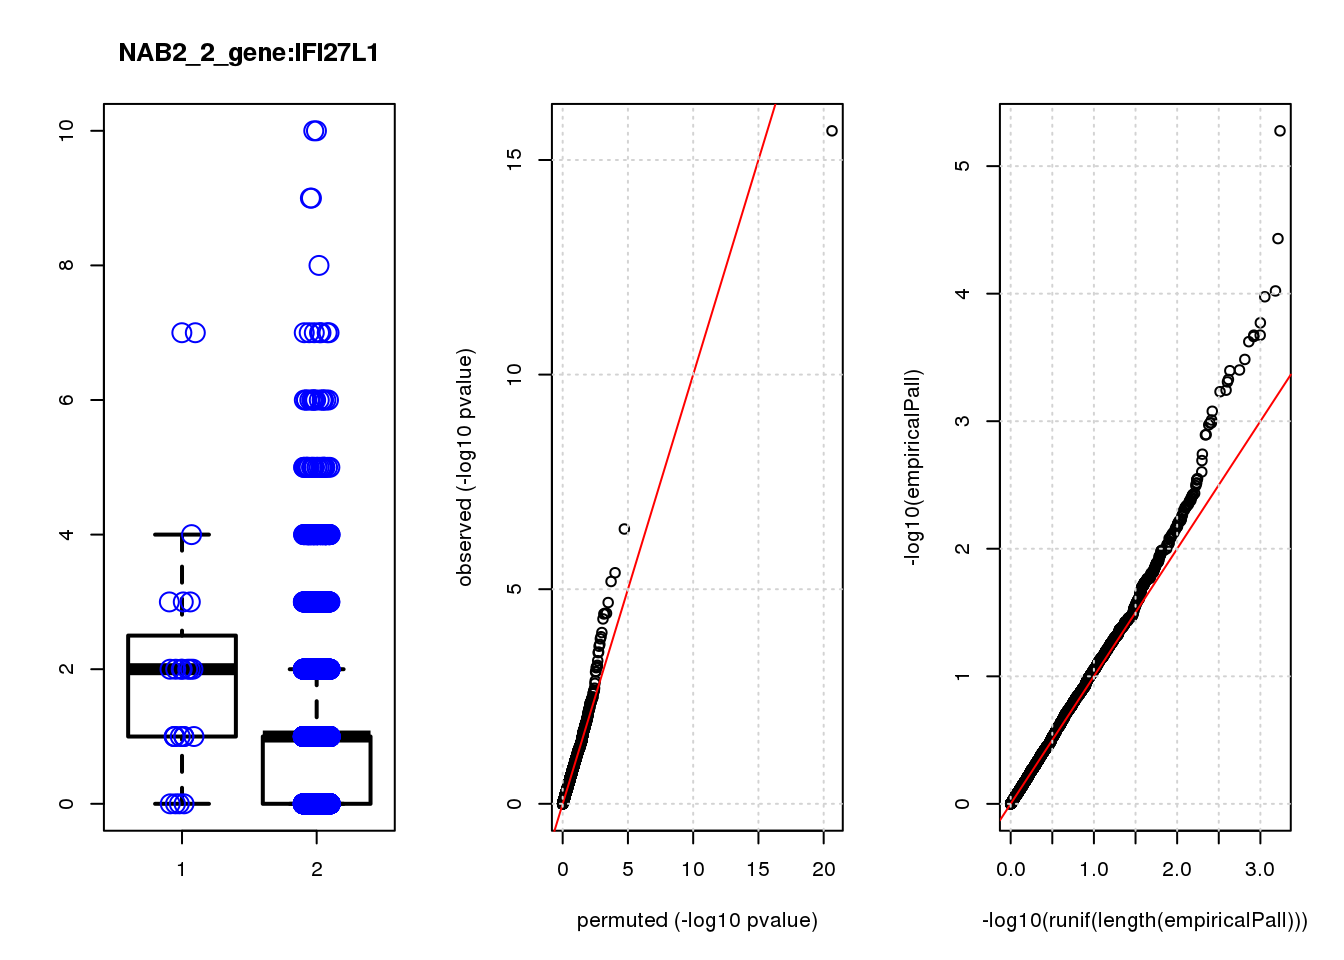 NAB2_2_gene:IFI27L1
10
8
6
4
2
0
1 2
observed (-log10 pvalue)
15
10
5
0
0 5 10 15 20
permuted (-log10 pvalue)
-log10(empiricalPall)
5
4
3
2
1
0
0.0 1.0 2.0 3.0
-log10(runif(length(empiricalPall)))